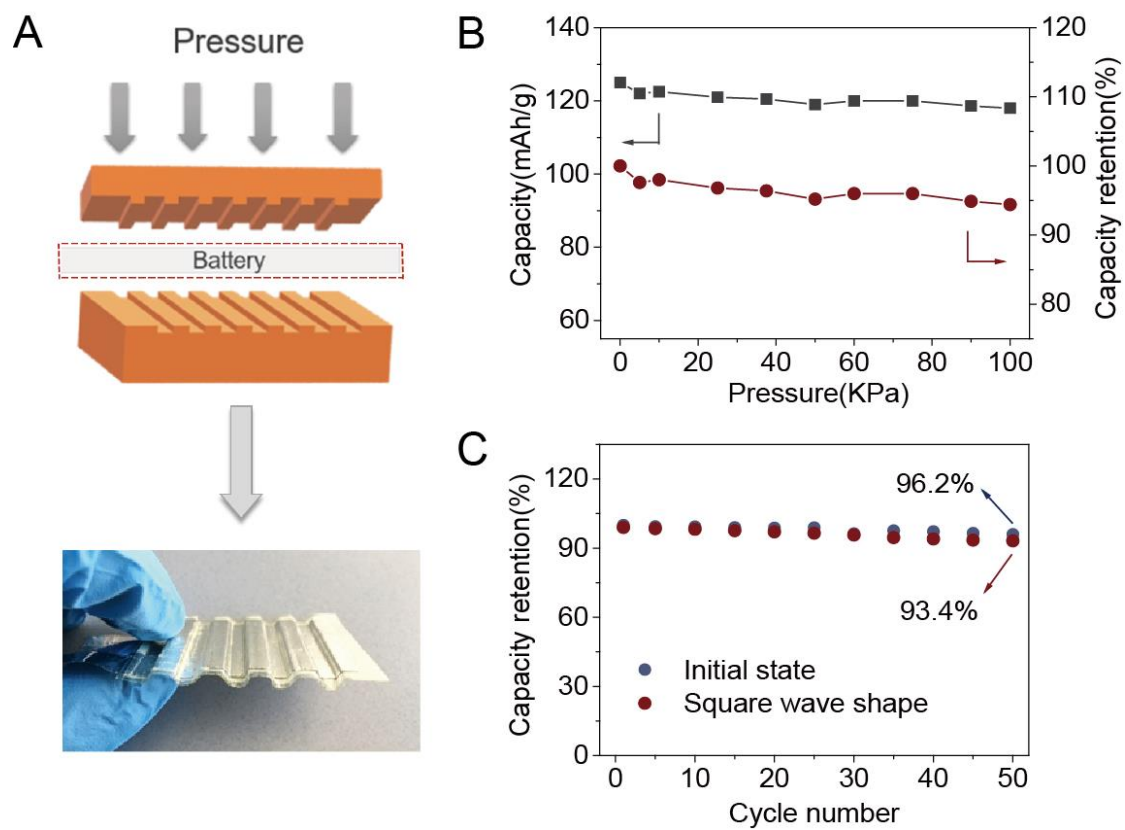 A
Pressure
Battery
B
140
120
100
80
60
Capacity(mAh/g)
120
110
100
90
80
Capacity retention(%)
0 20 40 60 80 100
Pressure(KPa)
C
120
90
60
30
0
Capacity retention(%)
96.2%
93.4%
Initial state
Square wave shape
0 10 20 30 40 50
Cycle number